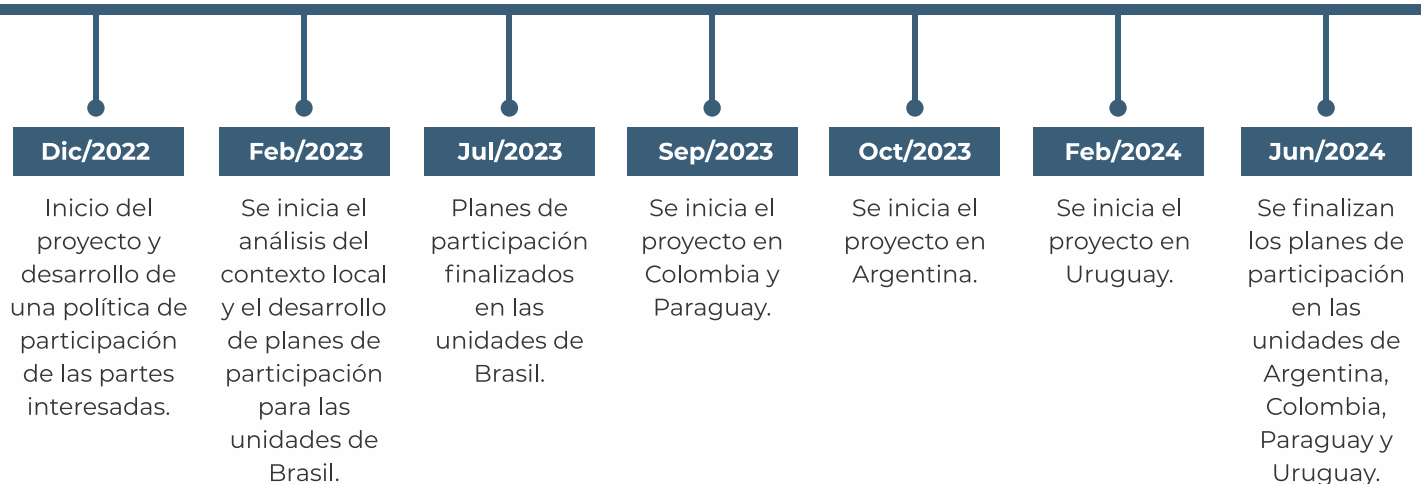 Dic/2022
Inicio del
proyecto y
desarrollo de
una política de
participación
de las partes
interesadas.
Feb/2023
Se inicia el
análisis del
contexto local
y el desarrollo
de planes de
participación
para las
unidades de
Brasil.
Jul/2023
Planes de
participación
finalizados
en las
unidades de
Brasil.
Sep/2023
Se inicia el
proyecto en
Colombia y
Paraguay.
Oct/2023
Se inicia el
proyecto en
Argentina.
Feb/2024
Se inicia el
proyecto en
Uruguay.
Jun/2024
Se finalizan
los planes de
participación
en las
unidades de
Argentina,
Colombia,
Paraguay y
Uruguay.